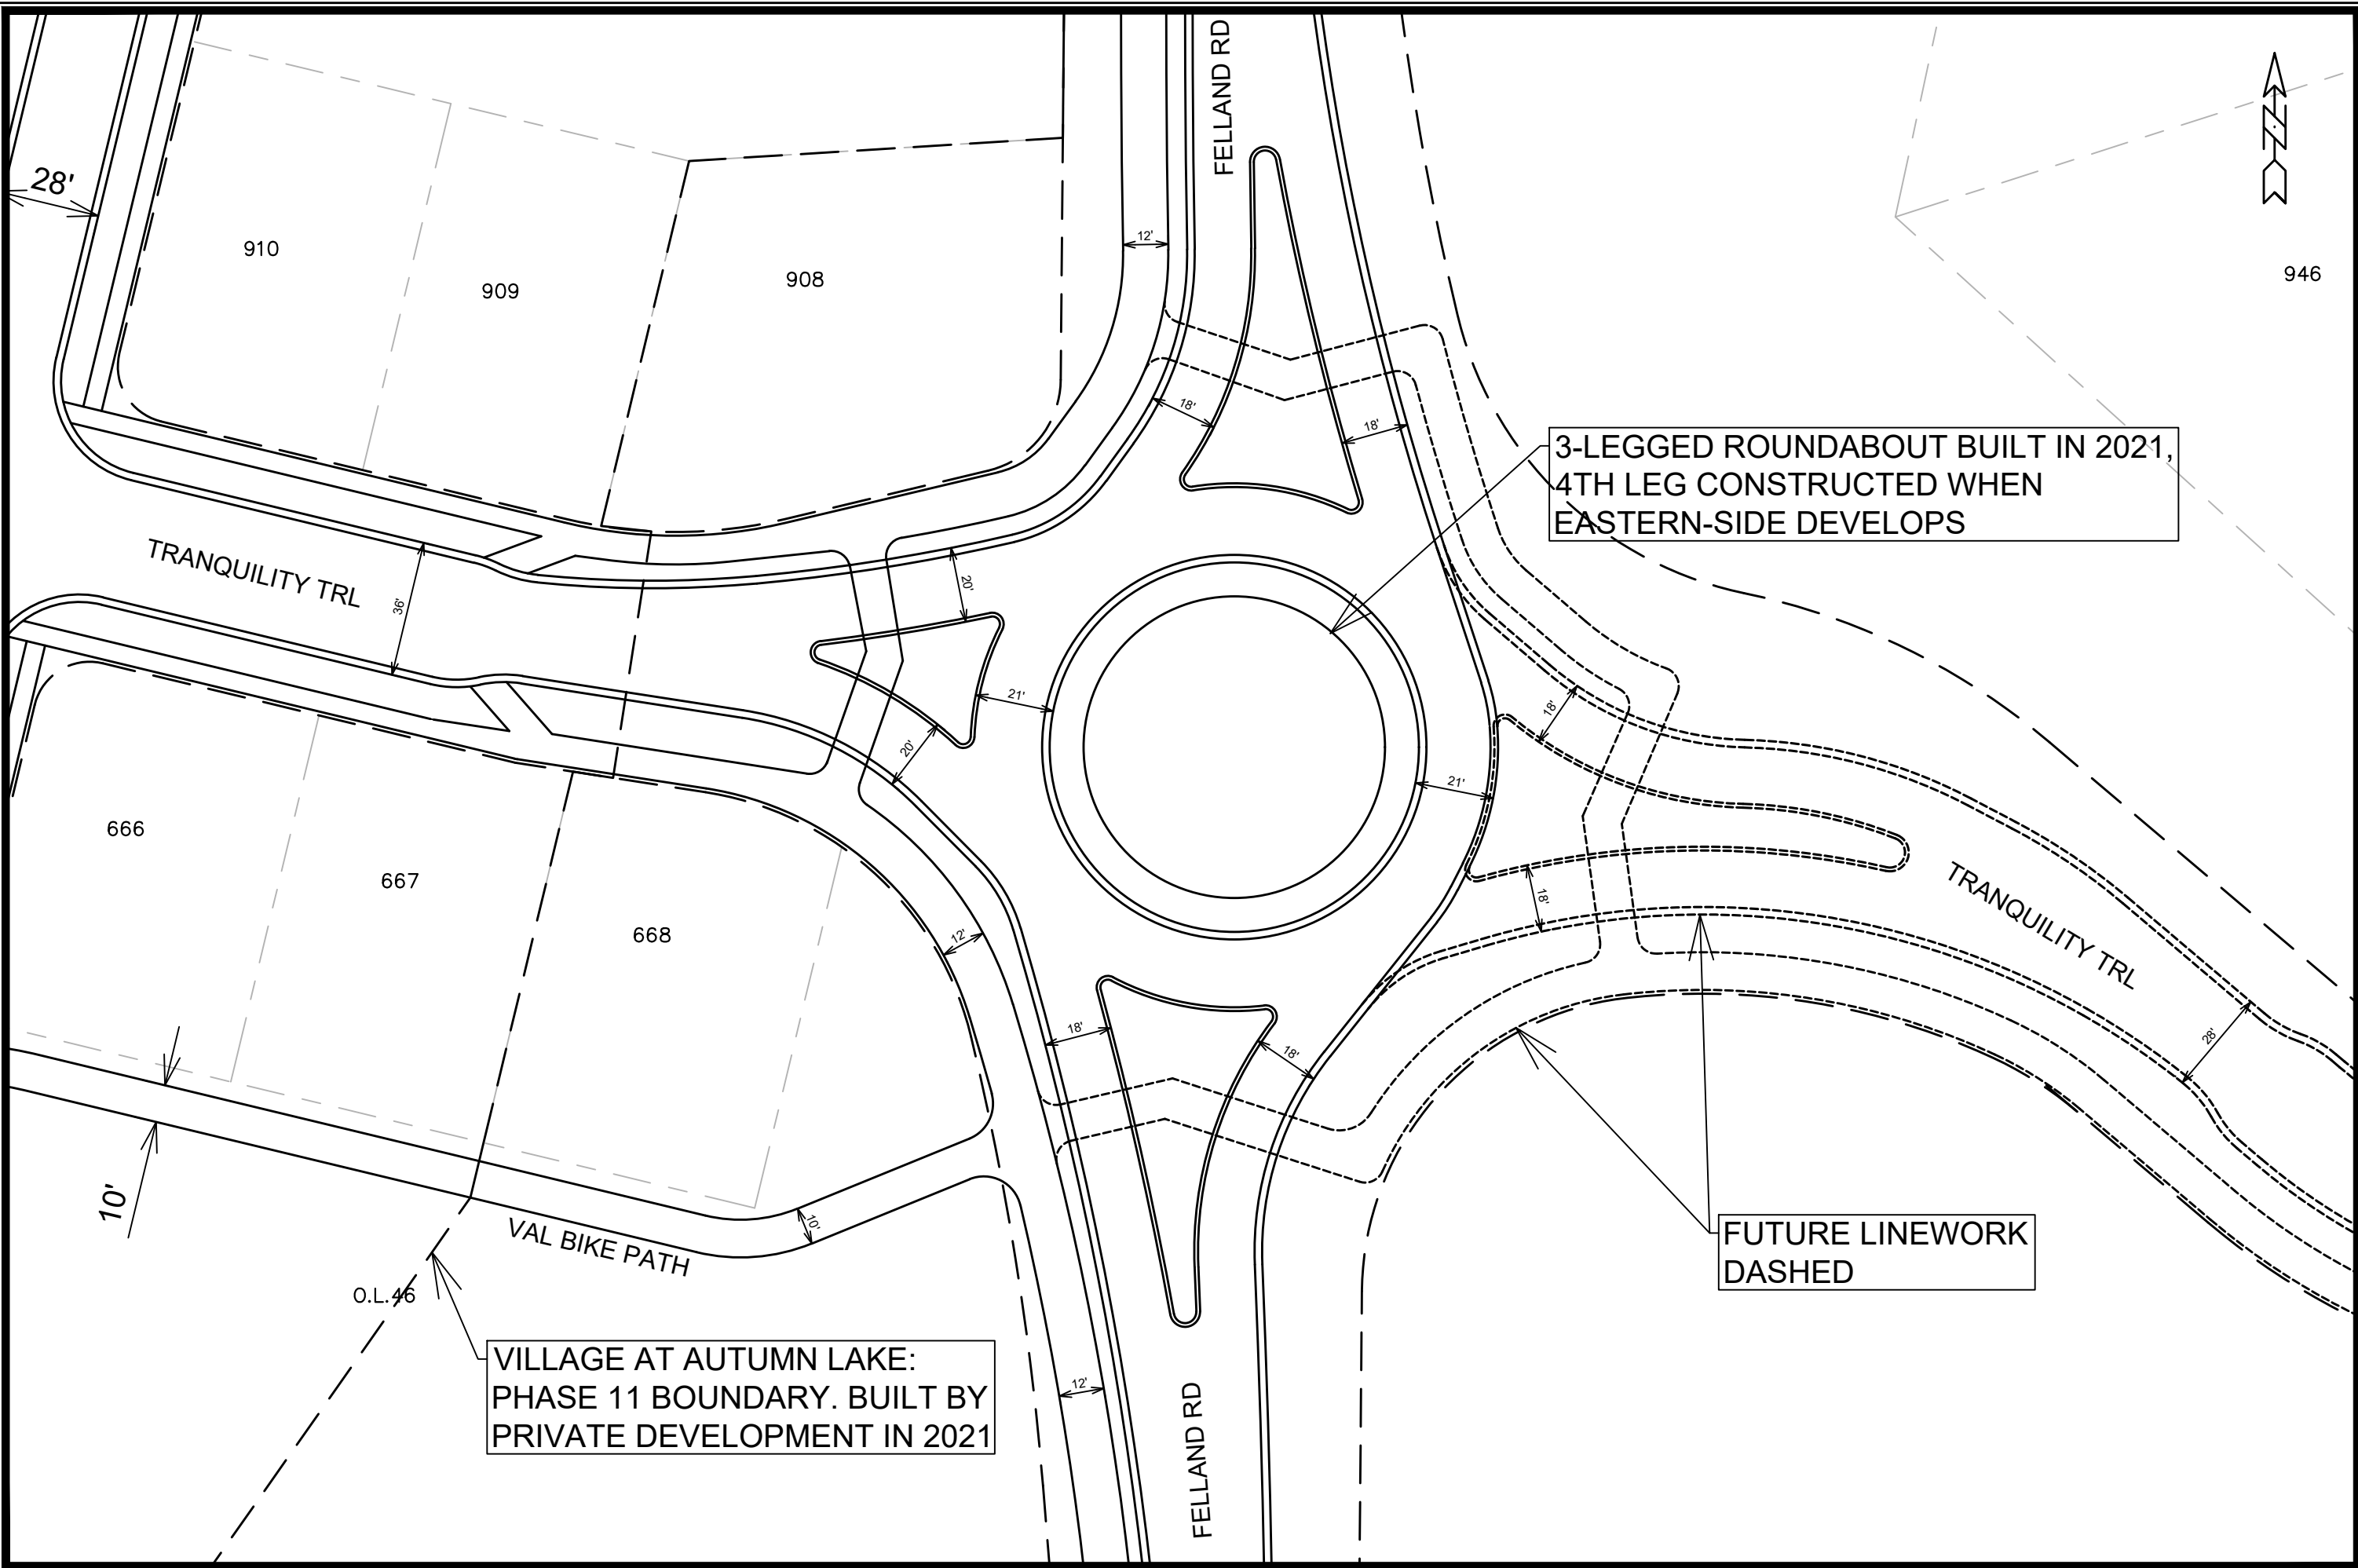 FELLAND RD
N
28'
910
909
908
12'
946
18'
18'
3-LEGGED ROUNDABOUT BUILT IN 2021,
4TH LEG CONSTRUCTED WHEN
EASTERN-SIDE DEVELOPS
TRANQUILITY TRL
36'
20'
21'
20'
18'
21'
666
667
668
12'
18'
TRANQUILITY TRL
18'
18'
28'
10'
10'
VAL BIKE PATH
O.L.46
FUTURE LINEWORK
DASHED
VILLAGE AT AUTUMN LAKE:
PHASE 11 BOUNDARY. BUILT BY
PRIVATE DEVELOPMENT IN 2021
12'
FELLAND RD